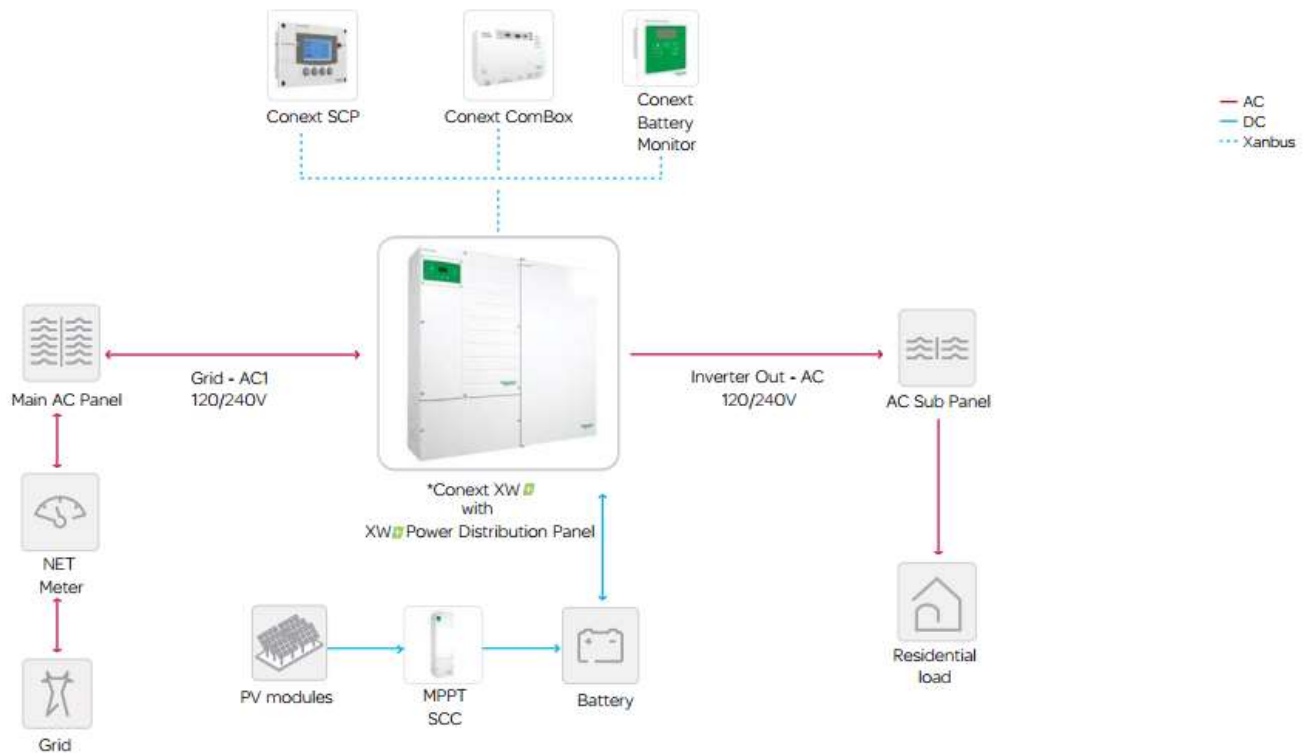 Conext SCP
Conext ComBox
Conext
Battery
Monitor
AC
DC
Xanbus
Main AC Panel
Grid - AC1
120/240V
Inverter Out - AC
120/240V
AC Sub Panel
*Conext XW+
with
XW+ Power Distribution Panel
NET
Meter
PV modules
MPPT
SCC
Battery
Residential
load
Grid